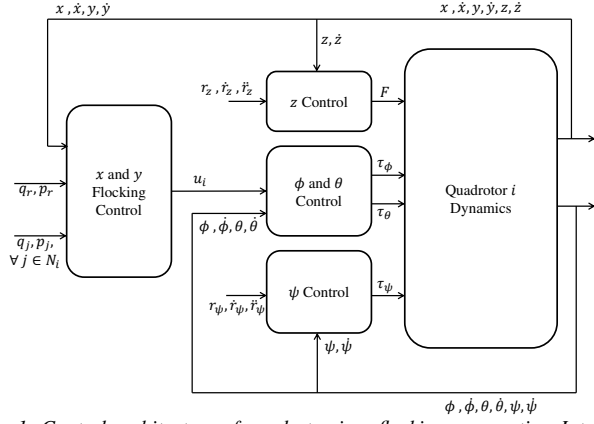 x , ẋ, y, ẏ
x , ẋ, y, ẏ, z, ż
z, ż
r_z , ṙ_z , r̈_z
z Control
F
x and y
Flocking
Control
q_r, p_r
q_j, p_j,
∀ j ∈ N_i
u_i
ϕ and θ
Control
ϕ , ϕ̇, θ, θ̇
τ_ϕ
τ_θ
Quadrotor i
Dynamics
ψ Control
r_ψ, ṙ_ψ, r̈_ψ
τ_ψ
ψ, ψ̇
ϕ , ϕ̇, θ, θ̇, ψ, ψ̇